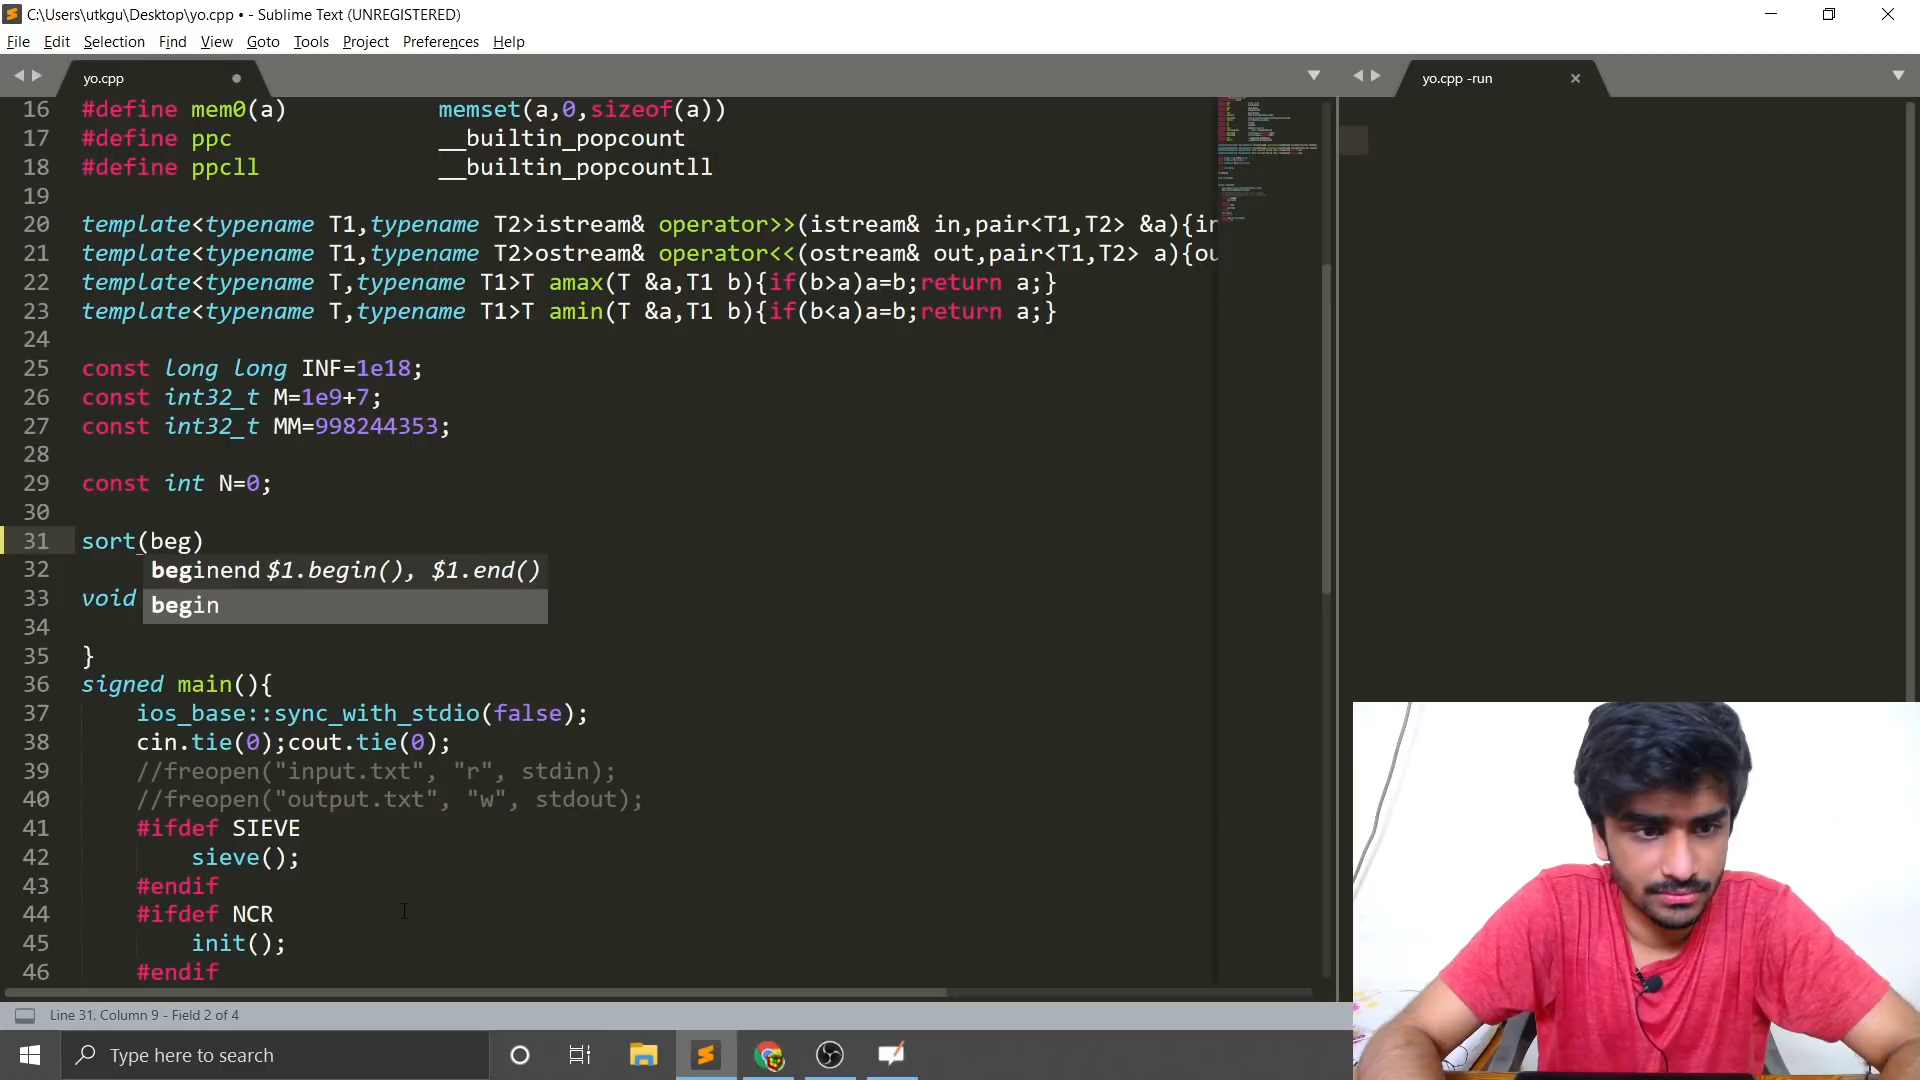 C:\Users\utkgu\Desktop\yo.cpp • - Sublime Text (UNREGISTERED)
File Edit Selection Find View Goto Tools Project Preferences Help
yo.cpp
yo.cpp -run
16 #define mem0(a) memset(a,0,sizeof(a))
17 #define ppc __builtin_popcount
18 #define ppcll __builtin_popcountll
19
20 template<typename T1,typename T2>istream& operator>>(istream& in,pair<T1,T2> &a){in
21 template<typename T1,typename T2>ostream& operator<<(ostream& out,pair<T1,T2> a){ou
22 template<typename T,typename T1>T amax(T &a,T1 b){if(b>a)a=b;return a;}
23 template<typename T,typename T1>T amin(T &a,T1 b){if(b<a)a=b;return a;}
24
25 const long long INF=1e18;
26 const int32_t M=1e9+7;
27 const int32_t MM=998244353;
28
29 const int N=0;
30
31 sort(beg)
32 beginend $1.begin(), $1.end()
33 void begin
34
35 }
36 signed main(){
37 ios_base::sync_with_stdio(false);
38 cin.tie(0);cout.tie(0);
39 //freopen("input.txt", "r", stdin);
40 //freopen("output.txt", "w", stdout);
41 #ifdef SIEVE
42 sieve();
43 #endif
44 #ifdef NCR
45 init();
46 #endif
Line 31, Column 9 - Field 2 of 4
Type here to search